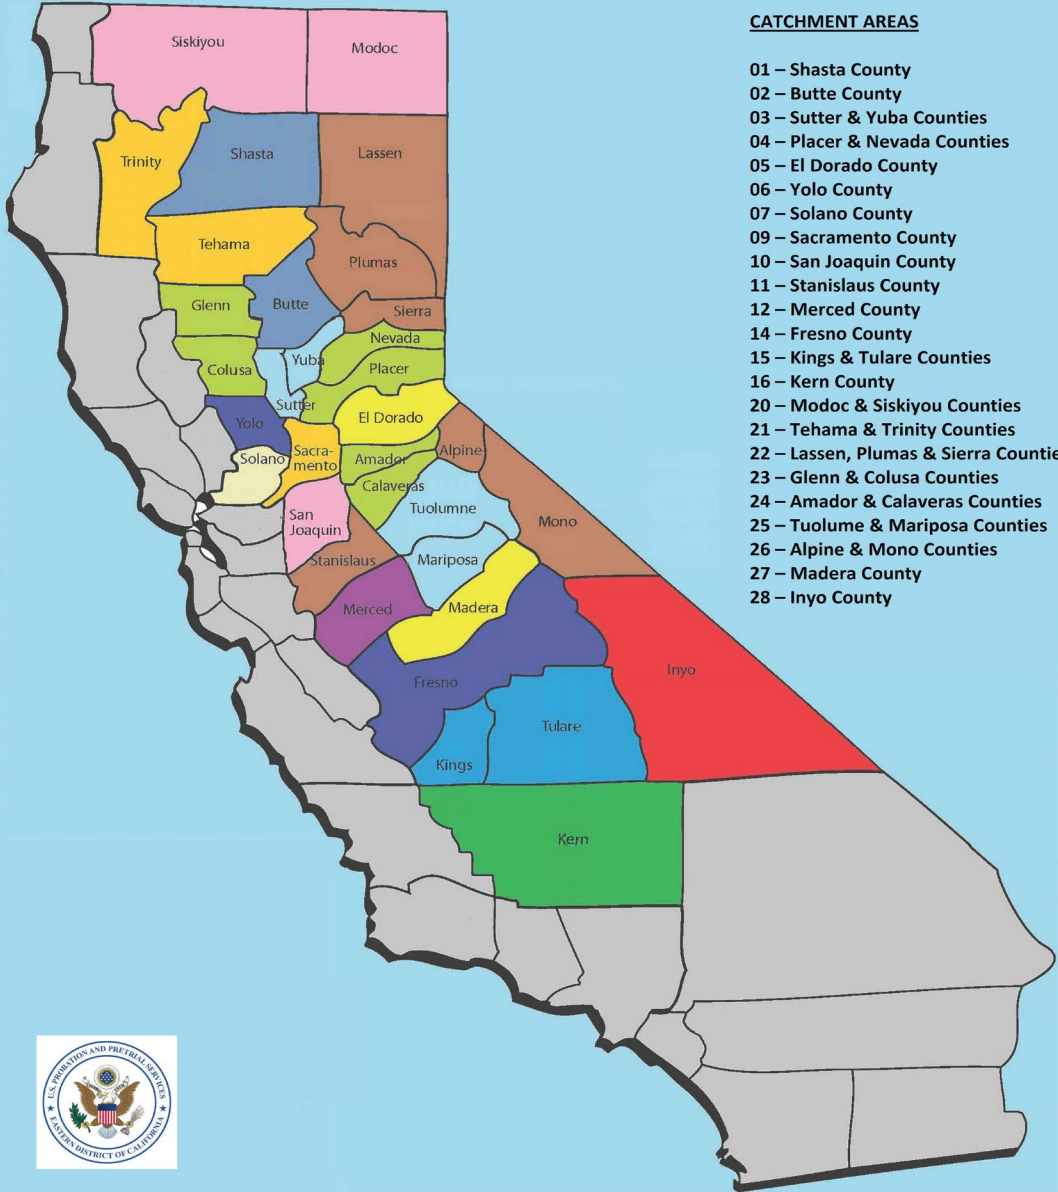 CATCHMENT AREAS
01 – Shasta County
02 – Butte County
03 – Sutter & Yuba Counties
04 – Placer & Nevada Counties
05 – El Dorado County
06 – Yolo County
07 – Solano County
09 – Sacramento County
10 – San Joaquin County
11 – Stanislaus County
12 – Merced County
14 – Fresno County
15 – Kings & Tulare Counties
16 – Kern County
20 – Modoc & Siskiyou Counties
21 – Tehama & Trinity Counties
22 – Lassen, Plumas & Sierra Countie
23 – Glenn & Colusa Counties
24 – Amador & Calaveras Counties
25 – Tuolume & Mariposa Counties
26 – Alpine & Mono Counties
27 – Madera County
28 – Inyo County
Siskiyou
Modoc
Trinity
Shasta
Lassen
Tehama
Plumas
Glenn
Butte
Sierra
Nevada
Colusa
Yuba
Placer
Sutter
El Dorado
Yolo
Solano
Sacra-
mento
Amador
Alpine
Calaveras
Tuolumne
San
Joaquin
Mono
Stanislaus
Mariposa
Merced
Madera
Fresno
Inyo
Tulare
Kings
Kern
U.S. PROBATION AND PRETRIAL SERVICES
EASTERN DISTRICT OF CALIFORNIA